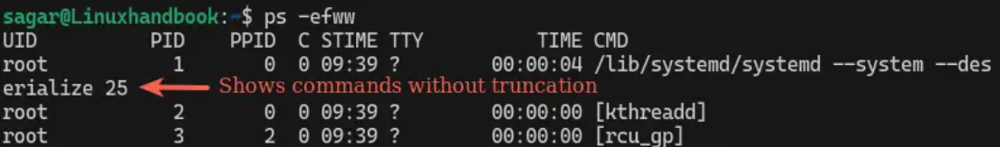 sagar@Linuxhandbook:~$ ps -efww
UID          PID    PPID  C STIME TTY          TIME CMD
root           1       0  0 09:39 ?        00:00:04 /lib/systemd/systemd --system --des
erialize 25 Shows commands without truncation
root           2       0  0 09:39 ?        00:00:00 [kthreadd]
root           3       2  0 09:39 ?        00:00:00 [rcu_gp]